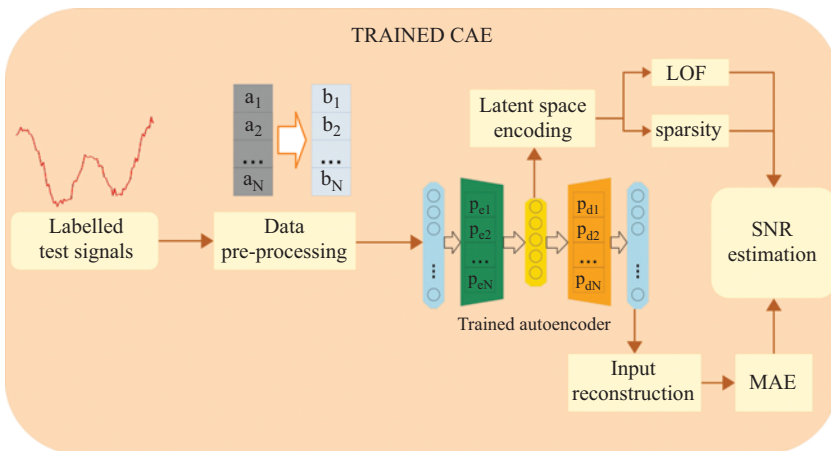 TRAINED CAE
a1
a2
...
aN
b1
b2
...
bN
Labelled
test signals
Data
pre-processing
Latent space
encoding
LOF
sparsity
SNR
estimation
pe1
pe2
...
peN
pd1
pd2
...
pdN
Trained autoencoder
Input
reconstruction
MAE